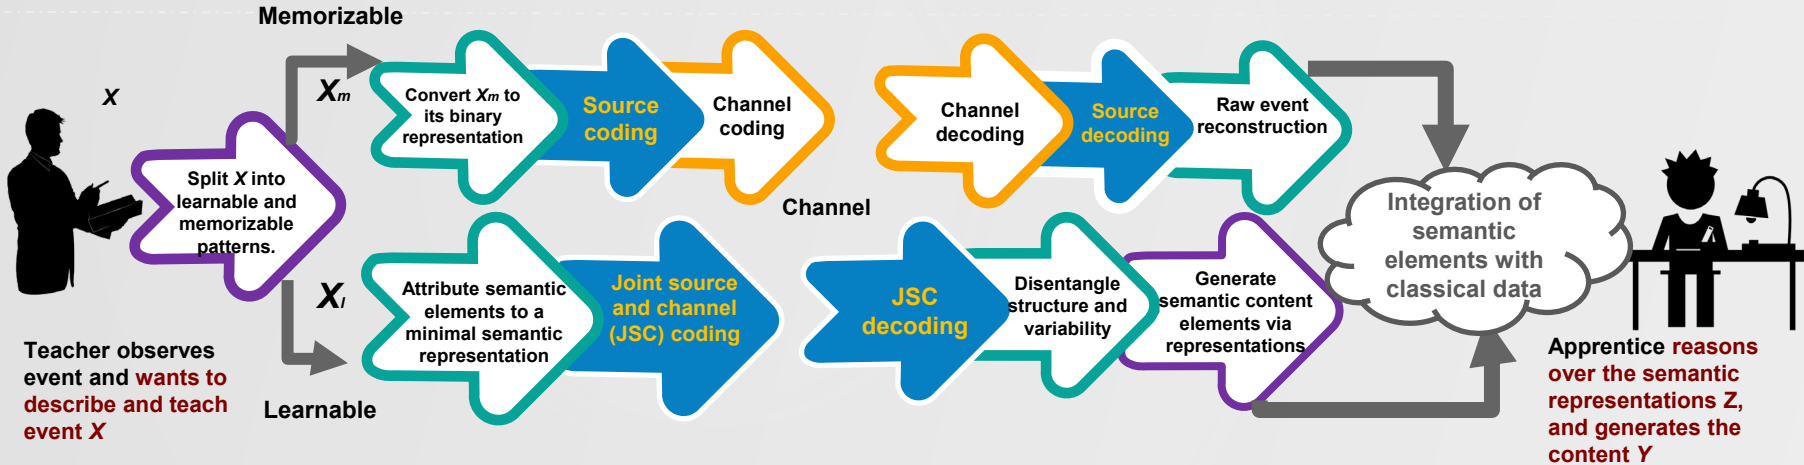 Memorizable
X
Xm
Convert Xm to
its binary
representation
Source
coding
Channel
coding
Channel
decoding
Source
decoding
Raw event
reconstruction
Split X into
learnable and
memorizable
patterns.
Channel
Integration of
semantic
elements with
classical data
Xl
Attribute semantic
elements to a
minimal semantic
representation
Joint source
and channel
(JSC) coding
JSC
decoding
Disentangle
structure and
variability
Generate
semantic content
elements via
representations
Teacher observes
event and wants to
describe and teach
event X
Learnable
Apprentice reasons
over the semantic
representations Z,
and generates the
content Y